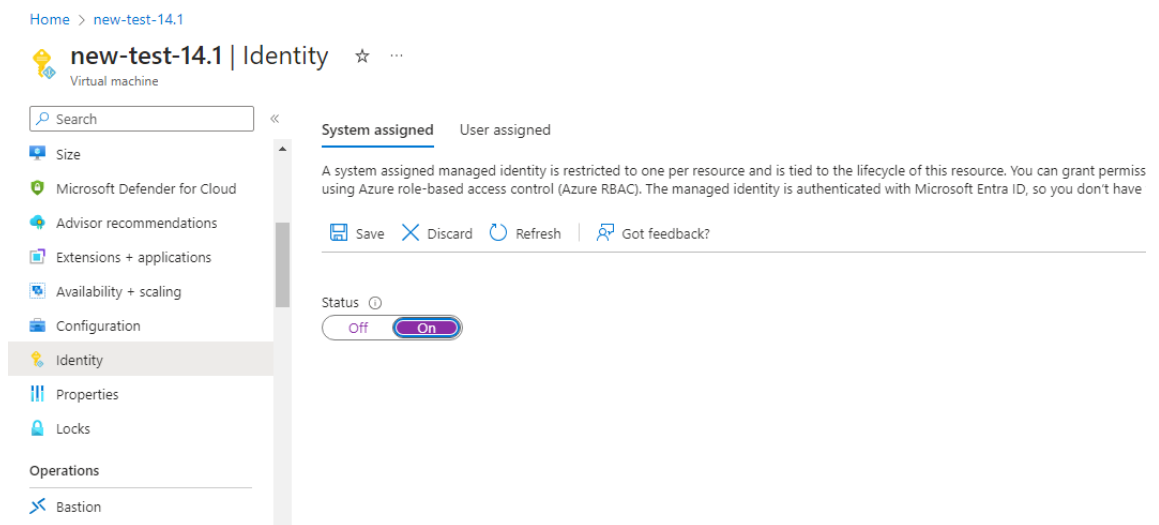 Home > new-test-14.1
new-test-14.1 | Identity
Virtual machine
Search
Size
Microsoft Defender for Cloud
Advisor recommendations
Extensions + applications
Availability + scaling
Configuration
Identity
Properties
Locks
Operations
Bastion
System assigned User assigned
A system assigned managed identity is restricted to one per resource and is tied to the lifecycle of this resource. You can grant permiss
using Azure role-based access control (Azure RBAC). The managed identity is authenticated with Microsoft Entra ID, so you don't have
Save Discard Refresh Got feedback?
Status
Off On